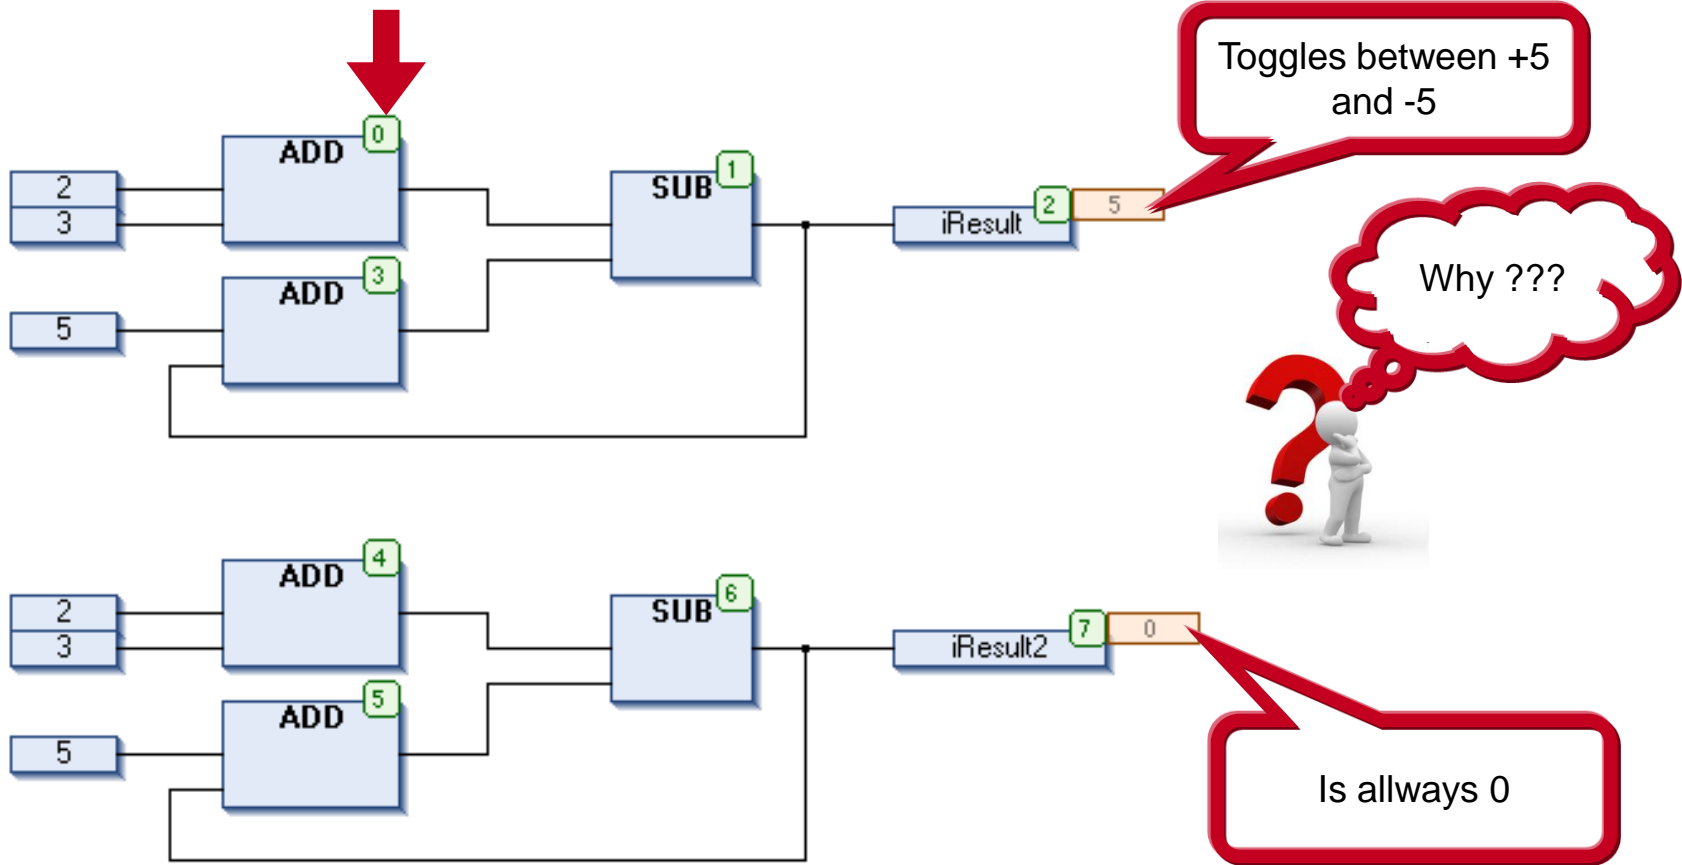 Toggles between +5
and -5
0
ADD
1
SUB
2
3
2
iResult
5
Why ???
3
ADD
5
4
ADD
6
SUB
2
3
7
iResult2
0
5
ADD
5
Is allways 0